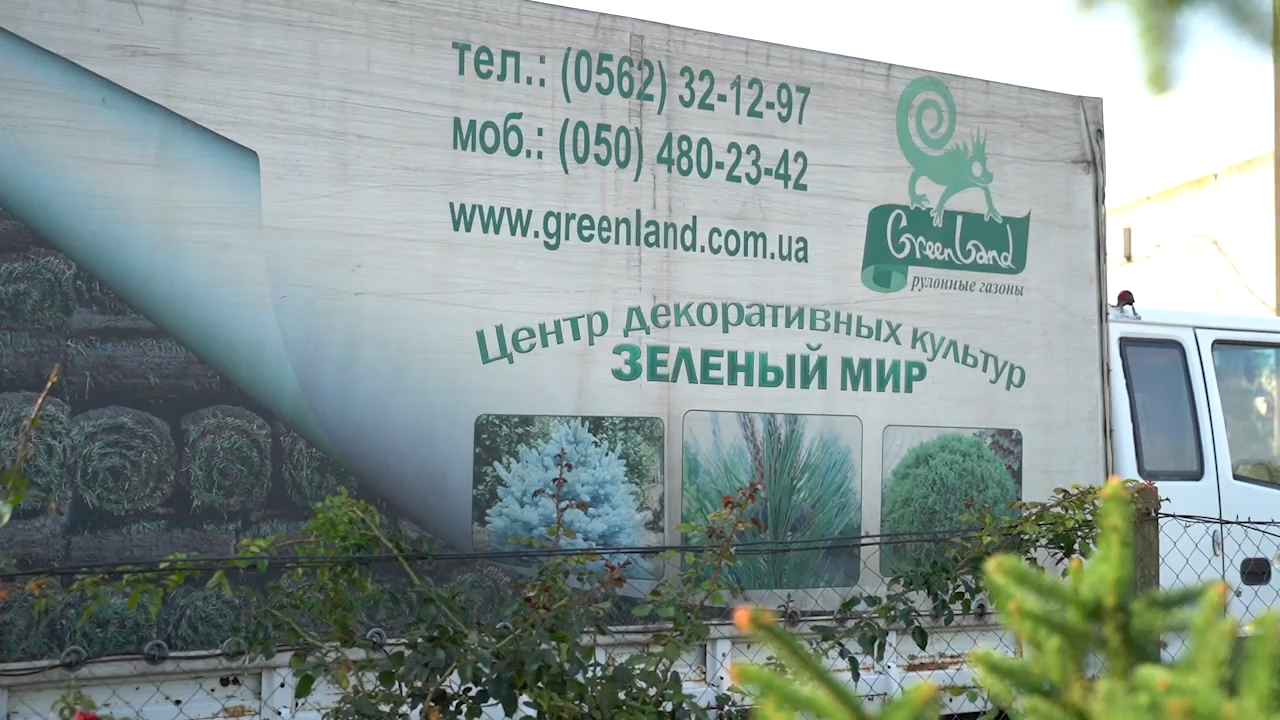 тел.: (0562) 32-12-97
моб.: (050) 480-23-42
www.greenland.com.ua
GreenLand
рулонные газоны
Центр декоративных культур
ЗЕЛЕНЫЙ МИР